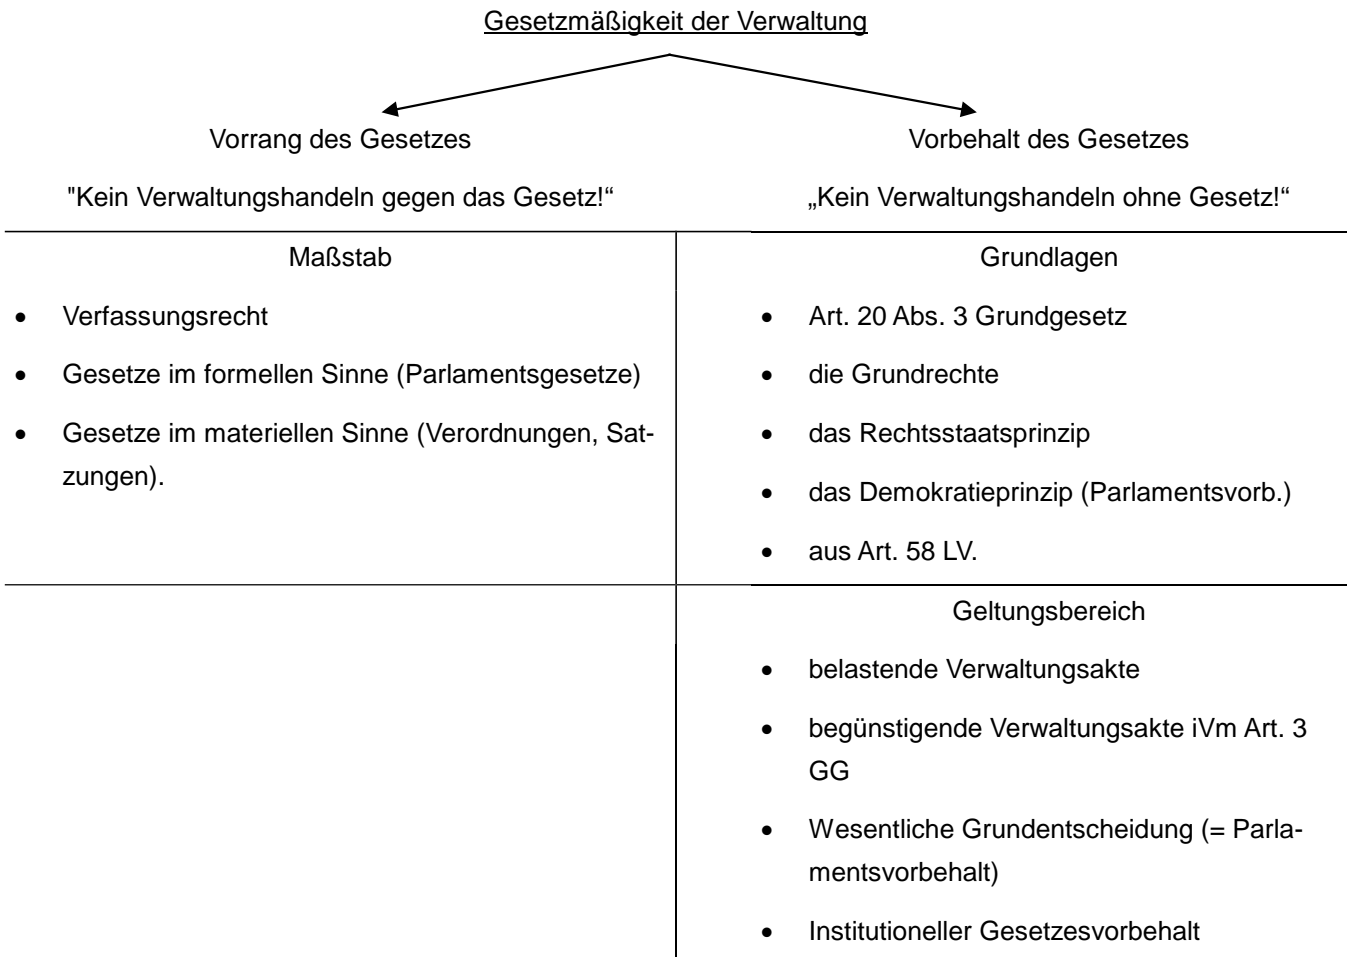 Gesetzmäßigkeit der Verwaltung
Vorrang des Gesetzes
"Kein Verwaltungshandeln gegen das Gesetz!“
Vorbehalt des Gesetzes
„Kein Verwaltungshandeln ohne Gesetz!“
Maßstab
• Verfassungsrecht
• Gesetze im formellen Sinne (Parlamentsgesetze)
• Gesetze im materiellen Sinne (Verordnungen, Sat-
zungen).
Grundlagen
• Art. 20 Abs. 3 Grundgesetz
• die Grundrechte
• das Rechtsstaatsprinzip
• das Demokratieprinzip (Parlamentsvorb.)
• aus Art. 58 LV.
Geltungsbereich
• belastende Verwaltungsakte
• begünstigende Verwaltungsakte iVm Art. 3
GG
• Wesentliche Grundentscheidung (= Parla-
mentsvorbehalt)
• Institutioneller Gesetzesvorbehalt